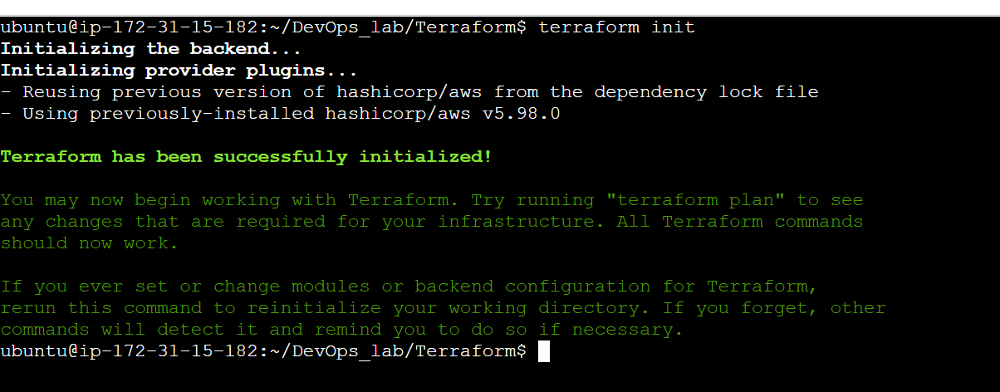 ubuntu@ip-172-31-15-182:~/DevOps_lab/Terraform$ terraform init
Initializing the backend...
Initializing provider plugins...
- Reusing previous version of hashicorp/aws from the dependency lock file
- Using previously-installed hashicorp/aws v5.98.0
Terraform has been successfully initialized!
You may now begin working with Terraform. Try running "terraform plan" to see
any changes that are required for your infrastructure. All Terraform commands
should now work.
If you ever set or change modules or backend configuration for Terraform,
rerun this command to reinitialize your working directory. If you forget, other
commands will detect it and remind you to do so if necessary.
ubuntu@ip-172-31-15-182:~/DevOps_lab/Terraform$